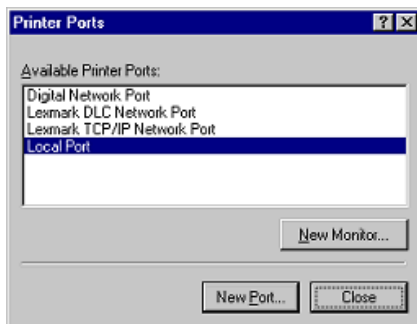 Printer Ports
Available Printer Ports:
Digital Network Port
Lexmark DLC Network Port
Lexmark TCP/IP Network Port
Local Port
New Monitor...
New Port...
Close